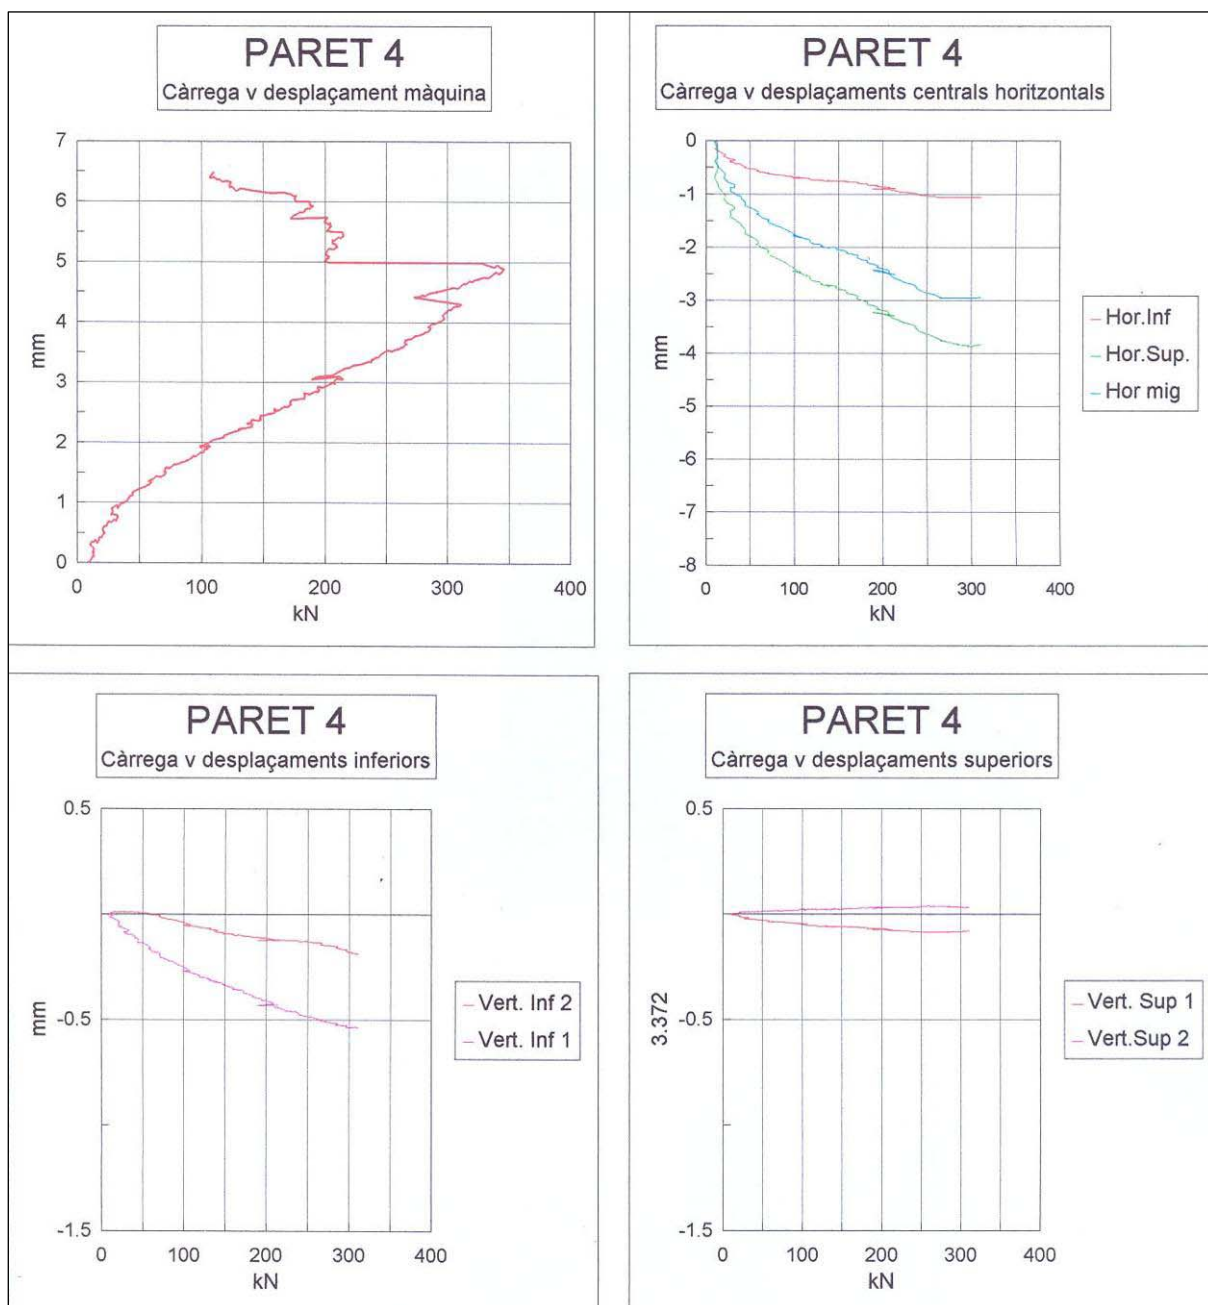 PARET 4
Càrrega v desplaçament màquina
7
6
5
4
3
2
1
0
mm
0 100 200 300 400
kN
PARET 4
Càrrega v desplaçaments centrals horitzontals
0
-1
-2
-3
-4
-5
-6
-7
-8
mm
0 100 200 300 400
kN
Hor.Inf
Hor.Sup.
Hor mig
PARET 4
Càrrega v desplaçaments inferiors
0.5
-0.5
-1.5
mm
0 100 200 300 400
kN
Vert. Inf 2
Vert. Inf 1
PARET 4
Càrrega v desplaçaments superiors
0.5
-0.5
-1.5
3.372
0 100 200 300 400
kN
Vert. Sup 1
Vert.Sup 2